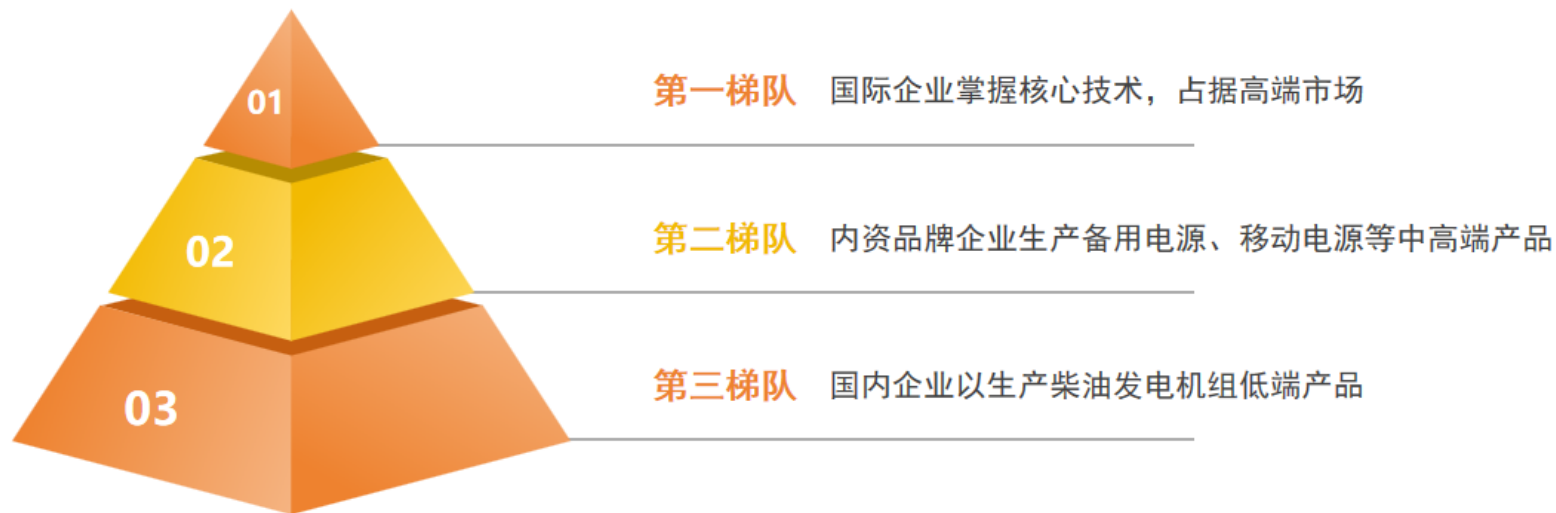 01
第一梯队 国际企业掌握核心技术，占据高端市场
02
第二梯队 内资品牌企业生产备用电源、移动电源等中高端产品
03
第三梯队 国内企业以生产柴油发电机组低端产品